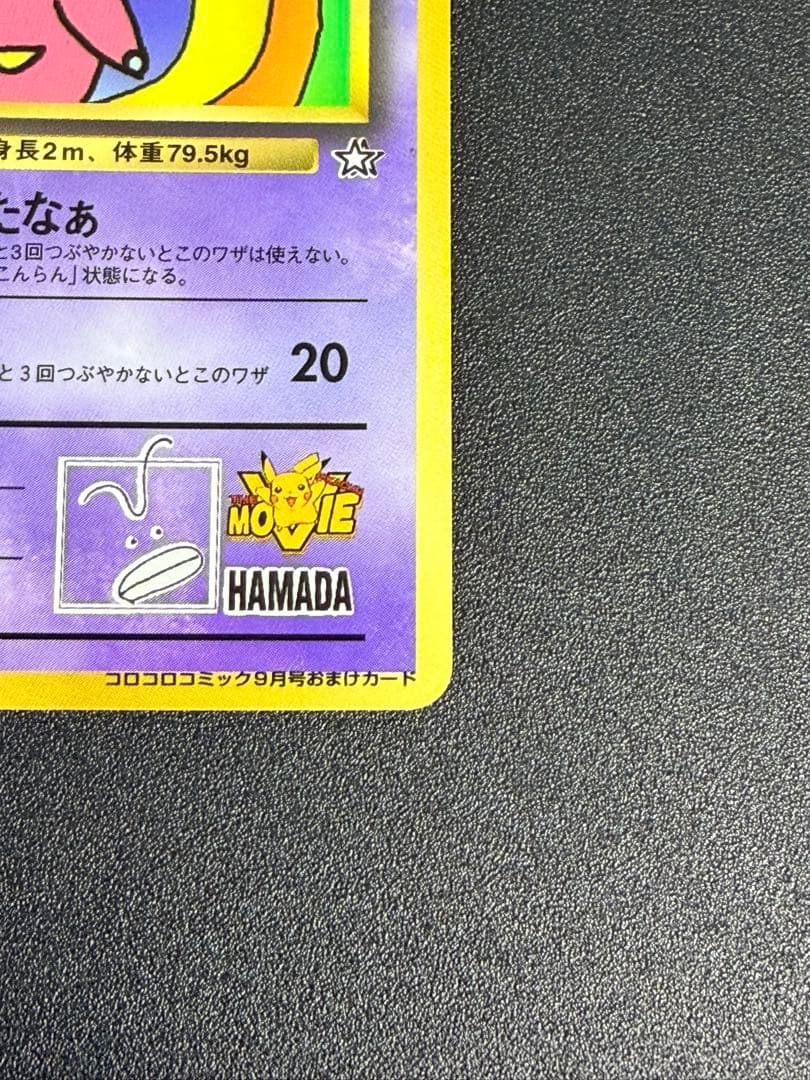 身長2m、体重79.5kg
たなぁ
と3回つぶやかないとこのワザは使えない。
こんらん」状態になる。
と3回つぶやかないとこのワザ 20
MOVIE
HAMADA
コロコロコミック9月号おまけカード